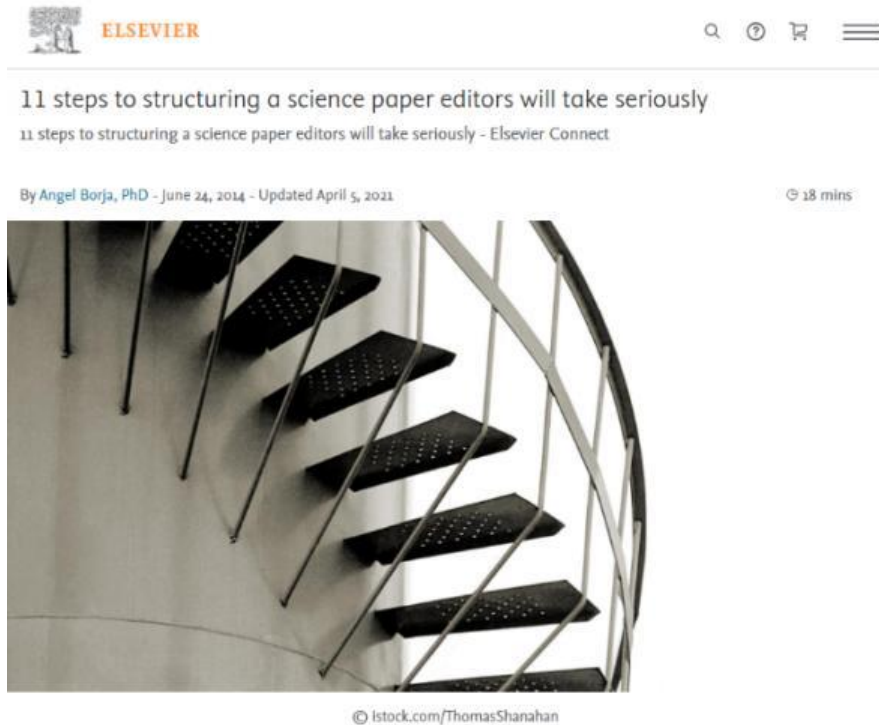 ELSEVIER
11 steps to structuring a science paper editors will take seriously
11 steps to structuring a science paper editors will take seriously - Elsevier Connect
By Angel Borja, PhD - June 24, 2014 - Updated April 5, 2021
18 mins
© istock.com/ThomasShanahan